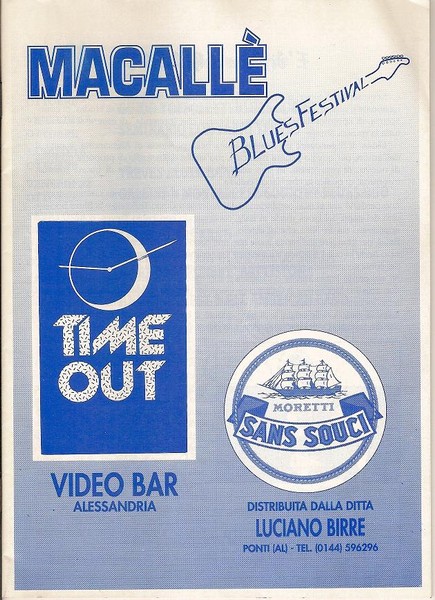 MACALLÈ
BLUES FESTIVAL
TIME
OUT
VIDEO BAR
ALESSANDRIA
MORETTI
SANS SOUCI
DISTRIBUITA DALLA DITTA
LUCIANO BIRRE
PONTI (AL) - TEL. (0144) 596296